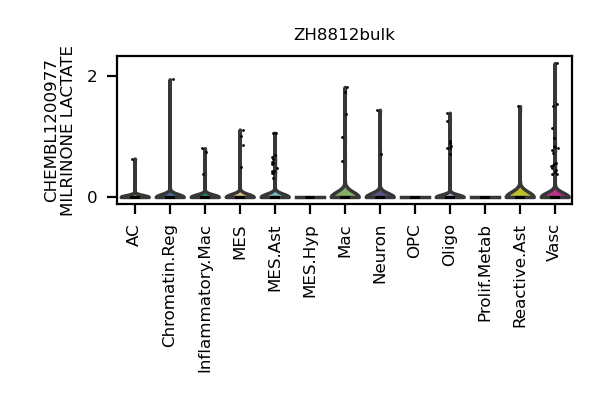 ZH8812bulk
CHEMBL1200977
MILRINONE LACTATE
2
0
AC
Chromatin.Reg
Inflammatory.Mac
MES
MES.Ast
MES.Hyp
Mac
Neuron
OPC
Oligo
Prolif.Metab
Reactive.Ast
Vasc